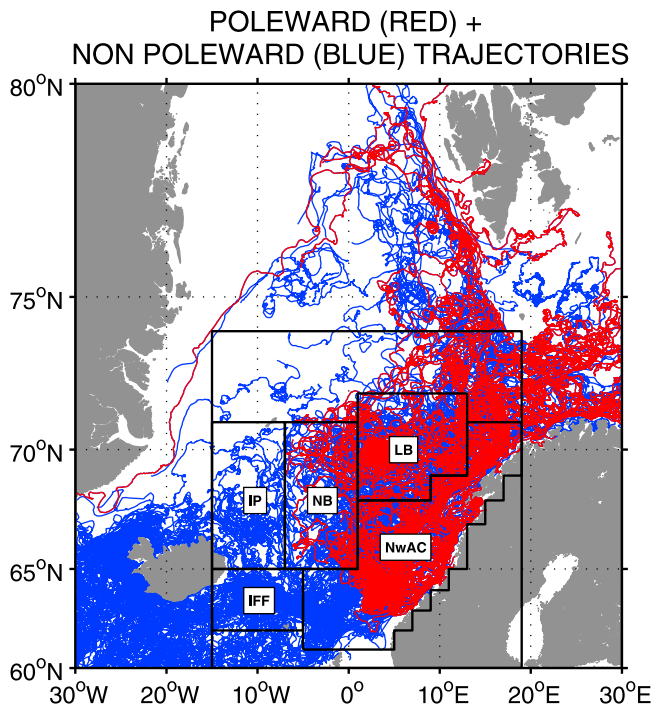 POLEWARD (RED) +
NON POLEWARD (BLUE) TRAJECTORIES
80°N
75°N
70°N
65°N
60°N
LB
IP
NB
NwAC
IFF
30°W 20°W 10°W 0° 10°E 20°E 30°E